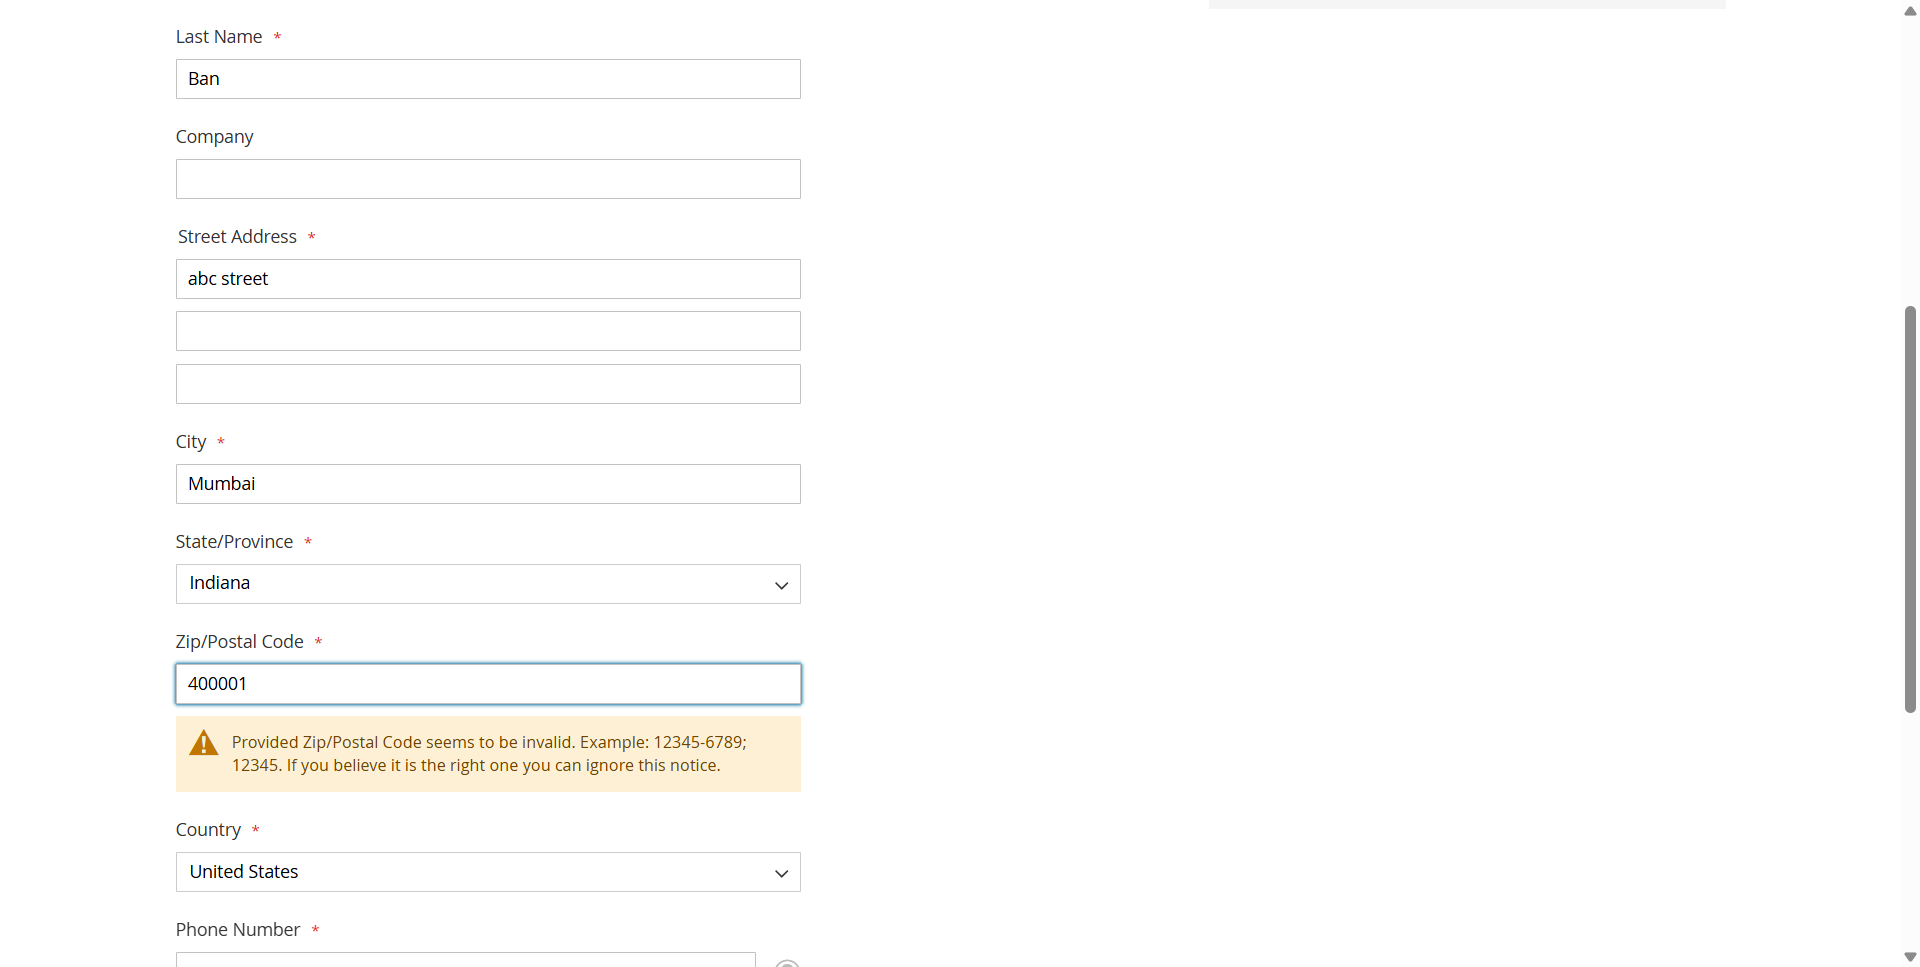 Last Name *
Ban
Company
Street Address *
abc street
City *
Mumbai
State/Province *
Indiana
Zip/Postal Code *
400001
Provided Zip/Postal Code seems to be invalid. Example: 12345-6789;
12345. If you believe it is the right one you can ignore this notice.
Country *
United States
Phone Number *